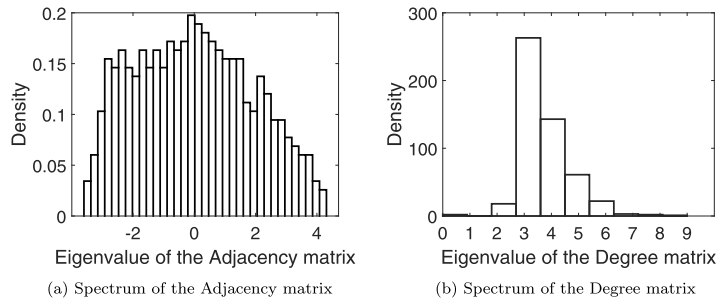 0.2
0.15
0.1
0.05
0
Density
-2 0 2 4
Eigenvalue of the Adjacency matrix
(a) Spectrum of the Adjacency matrix
300
200
100
0
Density
0 1 2 3 4 5 6 7 8 9
Eigenvalue of the Degree matrix
(b) Spectrum of the Degree matrix